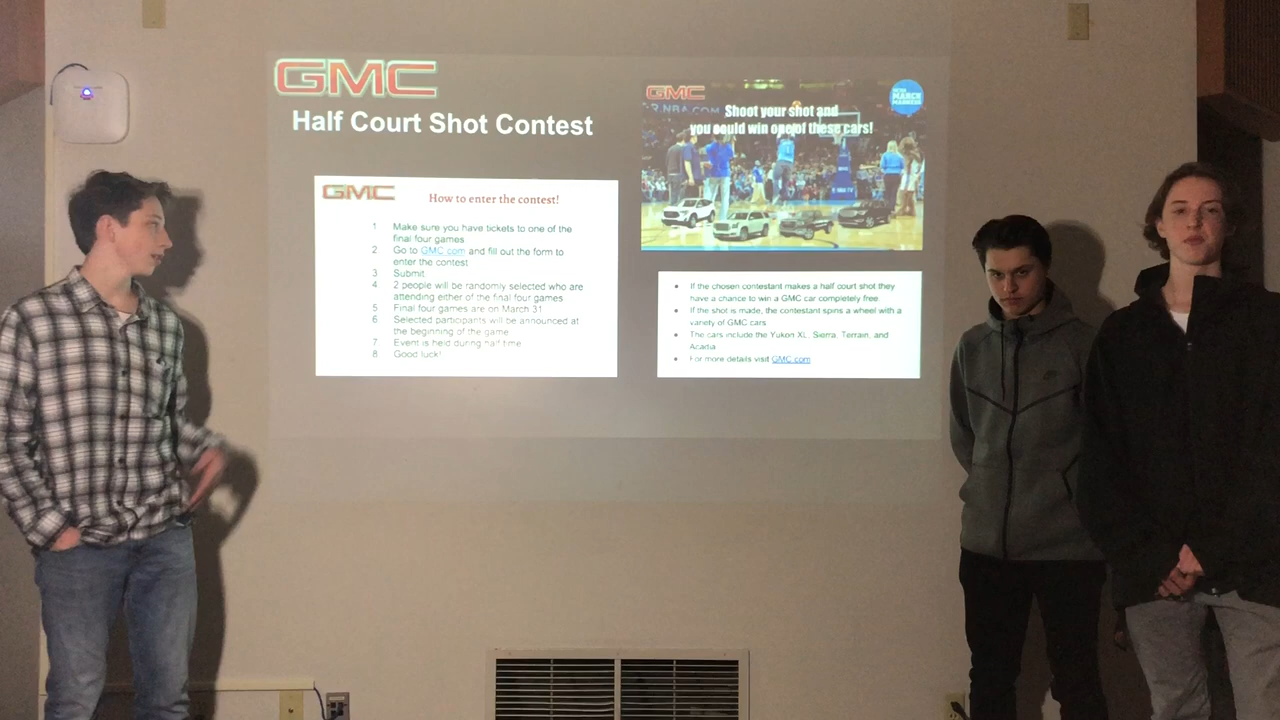 GMC
Half Court Shot Contest
GMC
How to enter the contest!
1 Make sure you have tickets to one of the
final four games
2 Go to GMC.com and fill out the form to
enter the contest
3 Submit
4 2 people will be randomly selected who are
attending either of the final four games
5 Final four games are on March 31
6 Selected participants will be announced at
the beginning of the game
7 Event is held during half time
8 Good luck!
GMC
MARCH
MADNESS
R.NBA.COM
Shoot your shot and
you could win one of these cars!
NBA TV
• If the chosen contestant makes a half court shot they
have a chance to win a GMC car completely free.
• If the shot is made, the contestant spins a wheel with a
variety of GMC cars
• The cars include the Yukon XL, Sierra, Terrain, and
Acadia
• For more details visit GMC.com